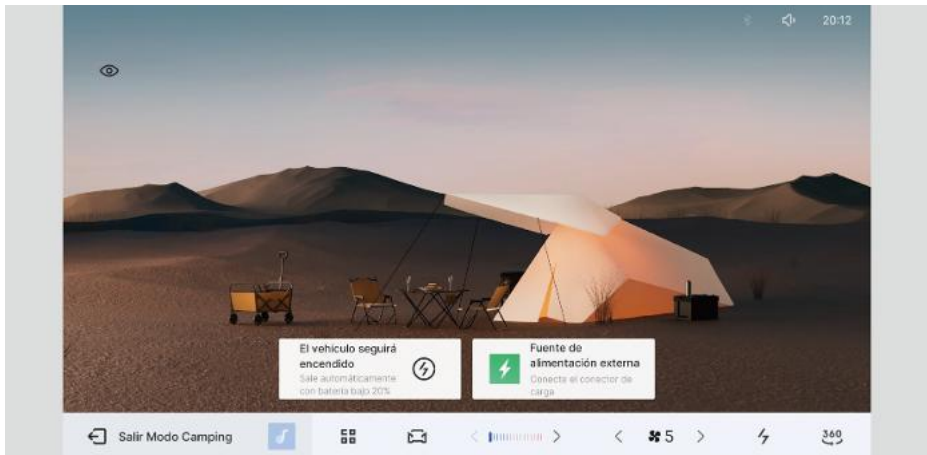 20:12
El vehículo seguirá
encendido
Sale automáticamente
con batería bajo 20%
Fuente de
alimentación externa
Conecta el conector de
carga
Salir Modo Camping
5
360